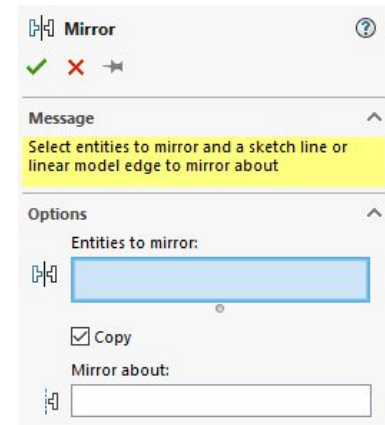 Mirror
Message
Select entities to mirror and a sketch line or
linear model edge to mirror about
Options
Entities to mirror:
Copy
Mirror about: